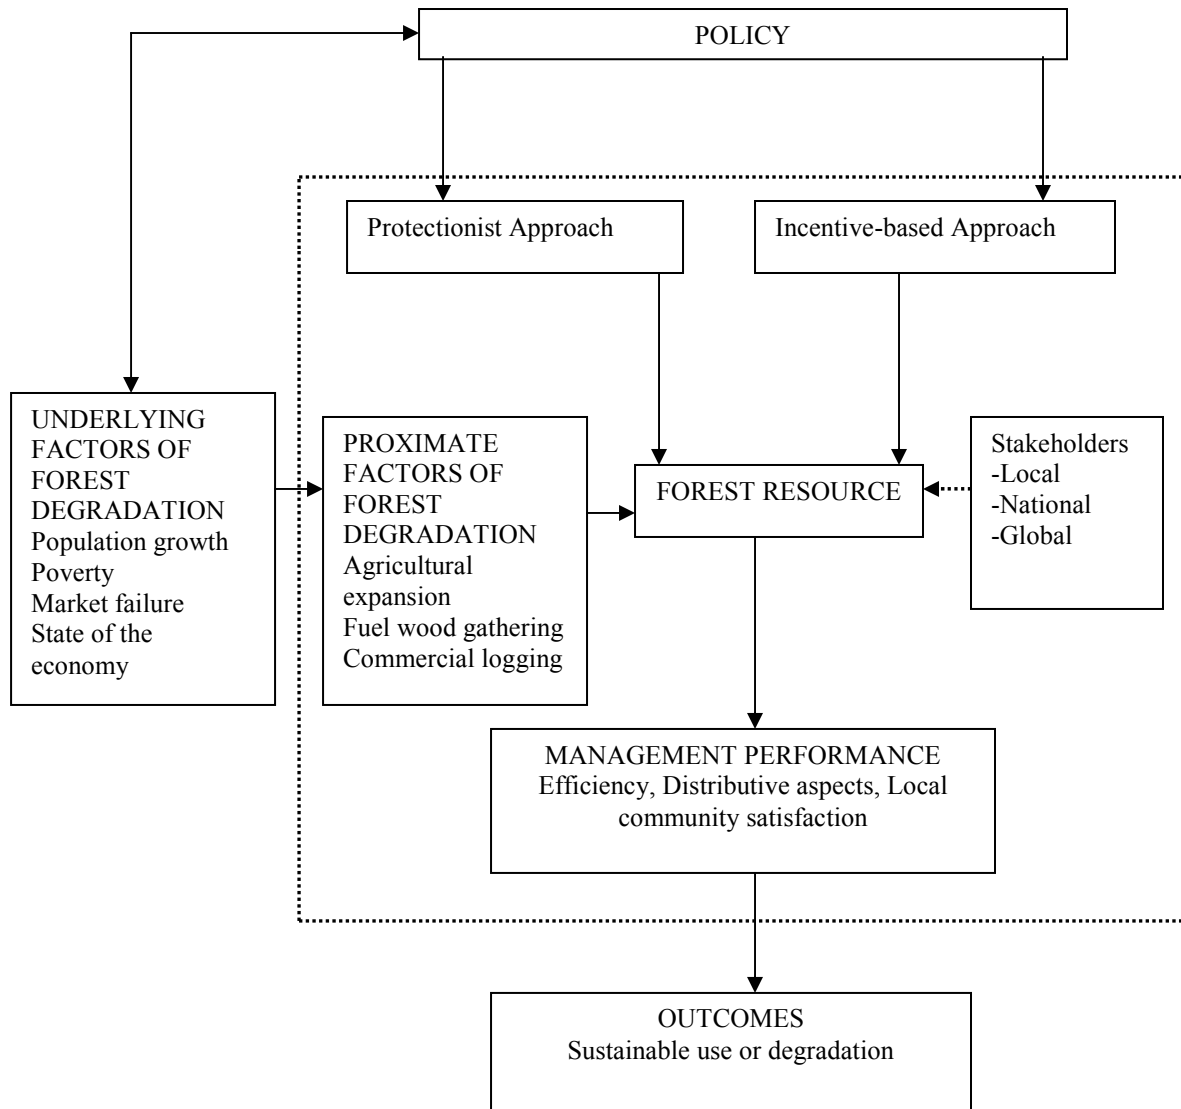 POLICY
Protectionist Approach
Incentive-based Approach
UNDERLYING
FACTORS OF
FOREST
DEGRADATION
Population growth
Poverty
Market failure
State of the
economy
PROXIMATE
FACTORS OF
FOREST
DEGRADATION
Agricultural
expansion
Fuel wood gathering
Commercial logging
FOREST RESOURCE
Stakeholders
-Local
-National
-Global
MANAGEMENT PERFORMANCE
Efficiency, Distributive aspects, Local
community satisfaction
OUTCOMES
Sustainable use or degradation